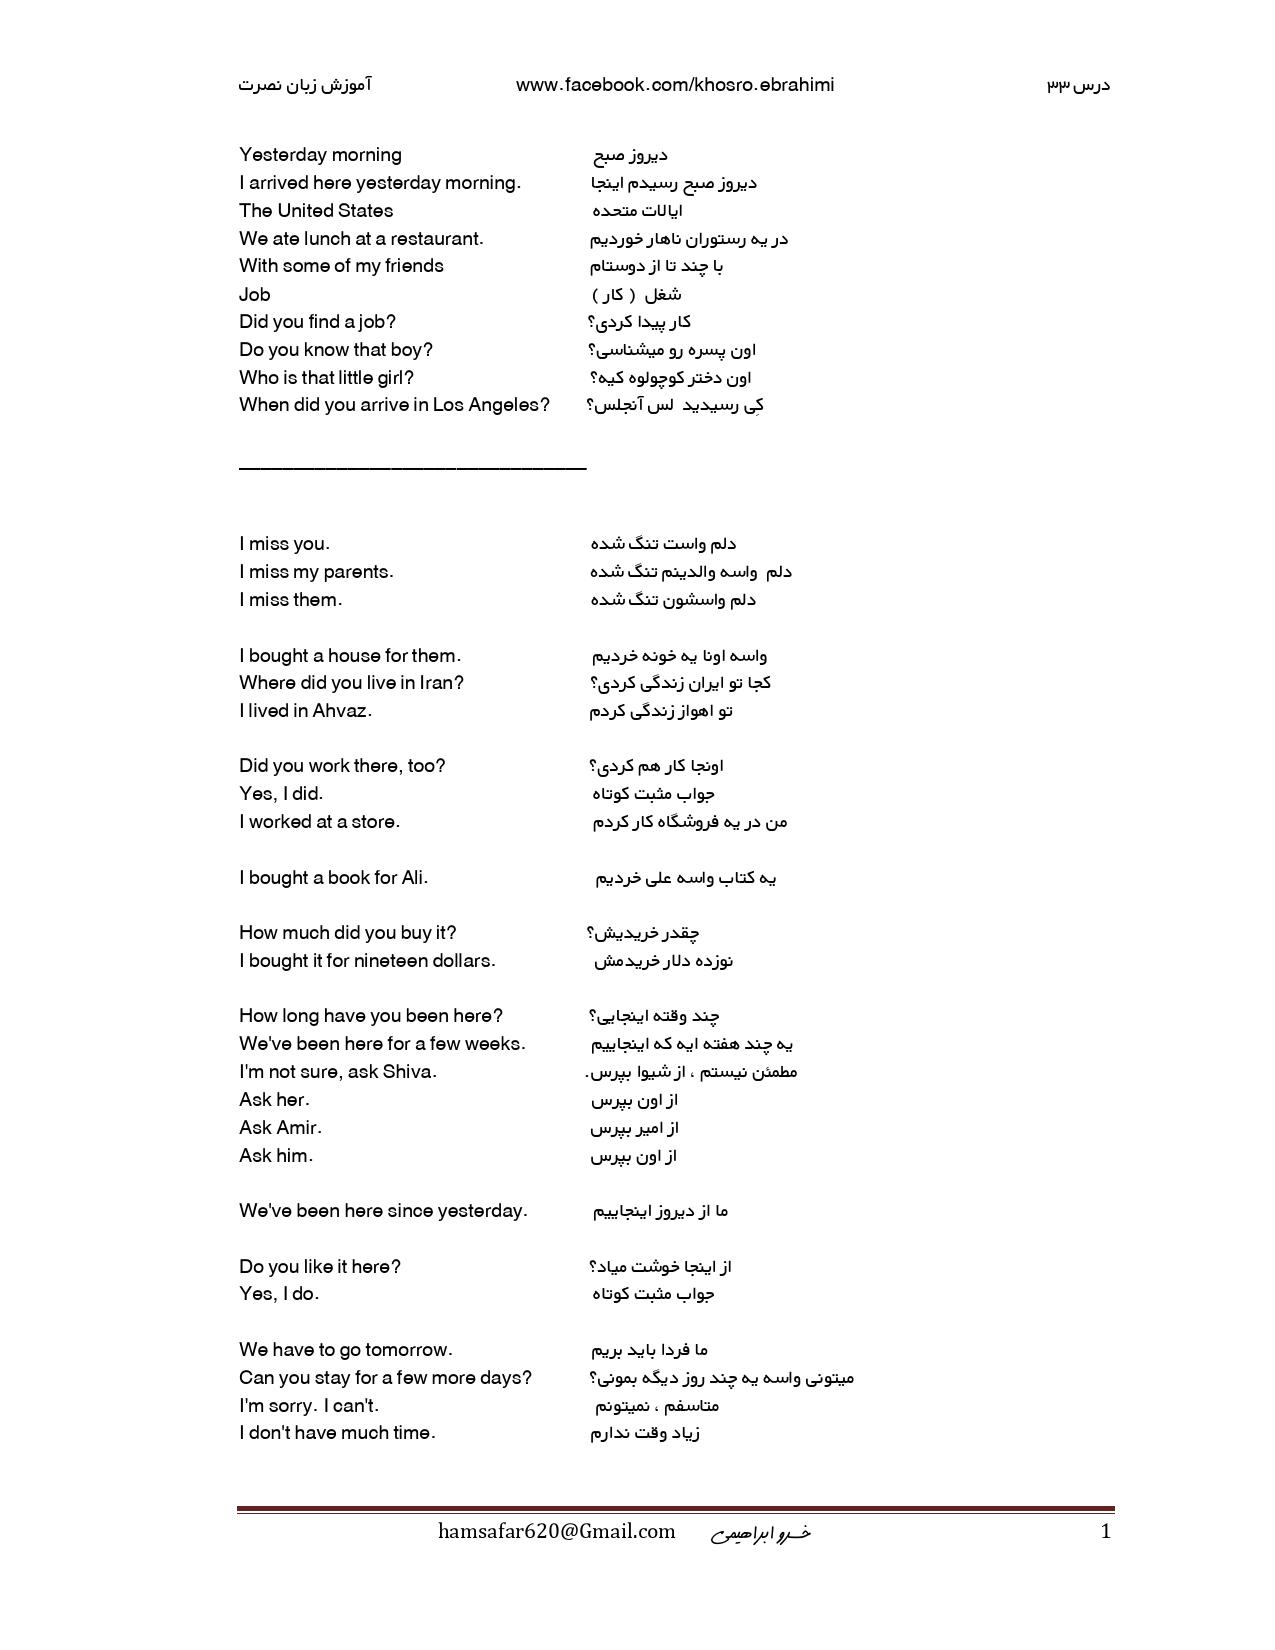 آموزش زبان نصرت www.facebook.com/khosro.ebrahimi درس ۳۳
Yesterday morning دیروز صبح
I arrived here yesterday morning. دیروز صبح رسیدم اینجا
The United States ایالات متحده
We ate lunch at a restaurant. در یه رستوران ناهار خوردیم
With some of my friends با چند تا از دوستام
Job شغل ( کار )
Did you find a job? کار پیدا کردی؟
Do you know that boy? اون پسره رو میشناسی؟
Who is that little girl? اون دختر کوچولوه کیه؟
When did you arrive in Los Angeles? کِی رسیدید لس آنجلس؟
________________________________
I miss you. دلم واست تنگ شده
I miss my parents. دلم واسه والدینم تنگ شده
I miss them. دلم واسشون تنگ شده
I bought a house for them. واسه اونا یه خونه خردیم
Where did you live in Iran? کجا تو ایران زندگی کردی؟
I lived in Ahvaz. تو اهواز زندگی کردم
Did you work there, too? اونجا کار هم کردی؟
Yes, I did. جواب مثبت کوتاه
I worked at a store. من در یه فروشگاه کار کردم
I bought a book for Ali. یه کتاب واسه علی خردیم
How much did you buy it? چقدر خریدیش؟
I bought it for nineteen dollars. نوزده دلار خریدمش
How long have you been here? چند وقته اینجایی؟
We've been here for a few weeks. یه چند هفته ایه که اینجاییم
I'm not sure, ask Shiva. مطمئن نیستم ، از شیوا بپرس.
Ask her. از اون بپرس
Ask Amir. از امیر بپرس
Ask him. از اون بپرس
We've been here since yesterday. ما از دیروز اینجاییم
Do you like it here? از اینجا خوشت میاد؟
Yes, I do. جواب مثبت کوتاه
We have to go tomorrow. ما فردا باید بریم
Can you stay for a few more days? میتونی واسه یه چند روز دیگه بمونی؟
I'm sorry. I can't. متاسفم ، نمیتونم
I don't have much time. زیاد وقت ندارم
hamsafar620@Gmail.com خسرو ابراهیمی 1